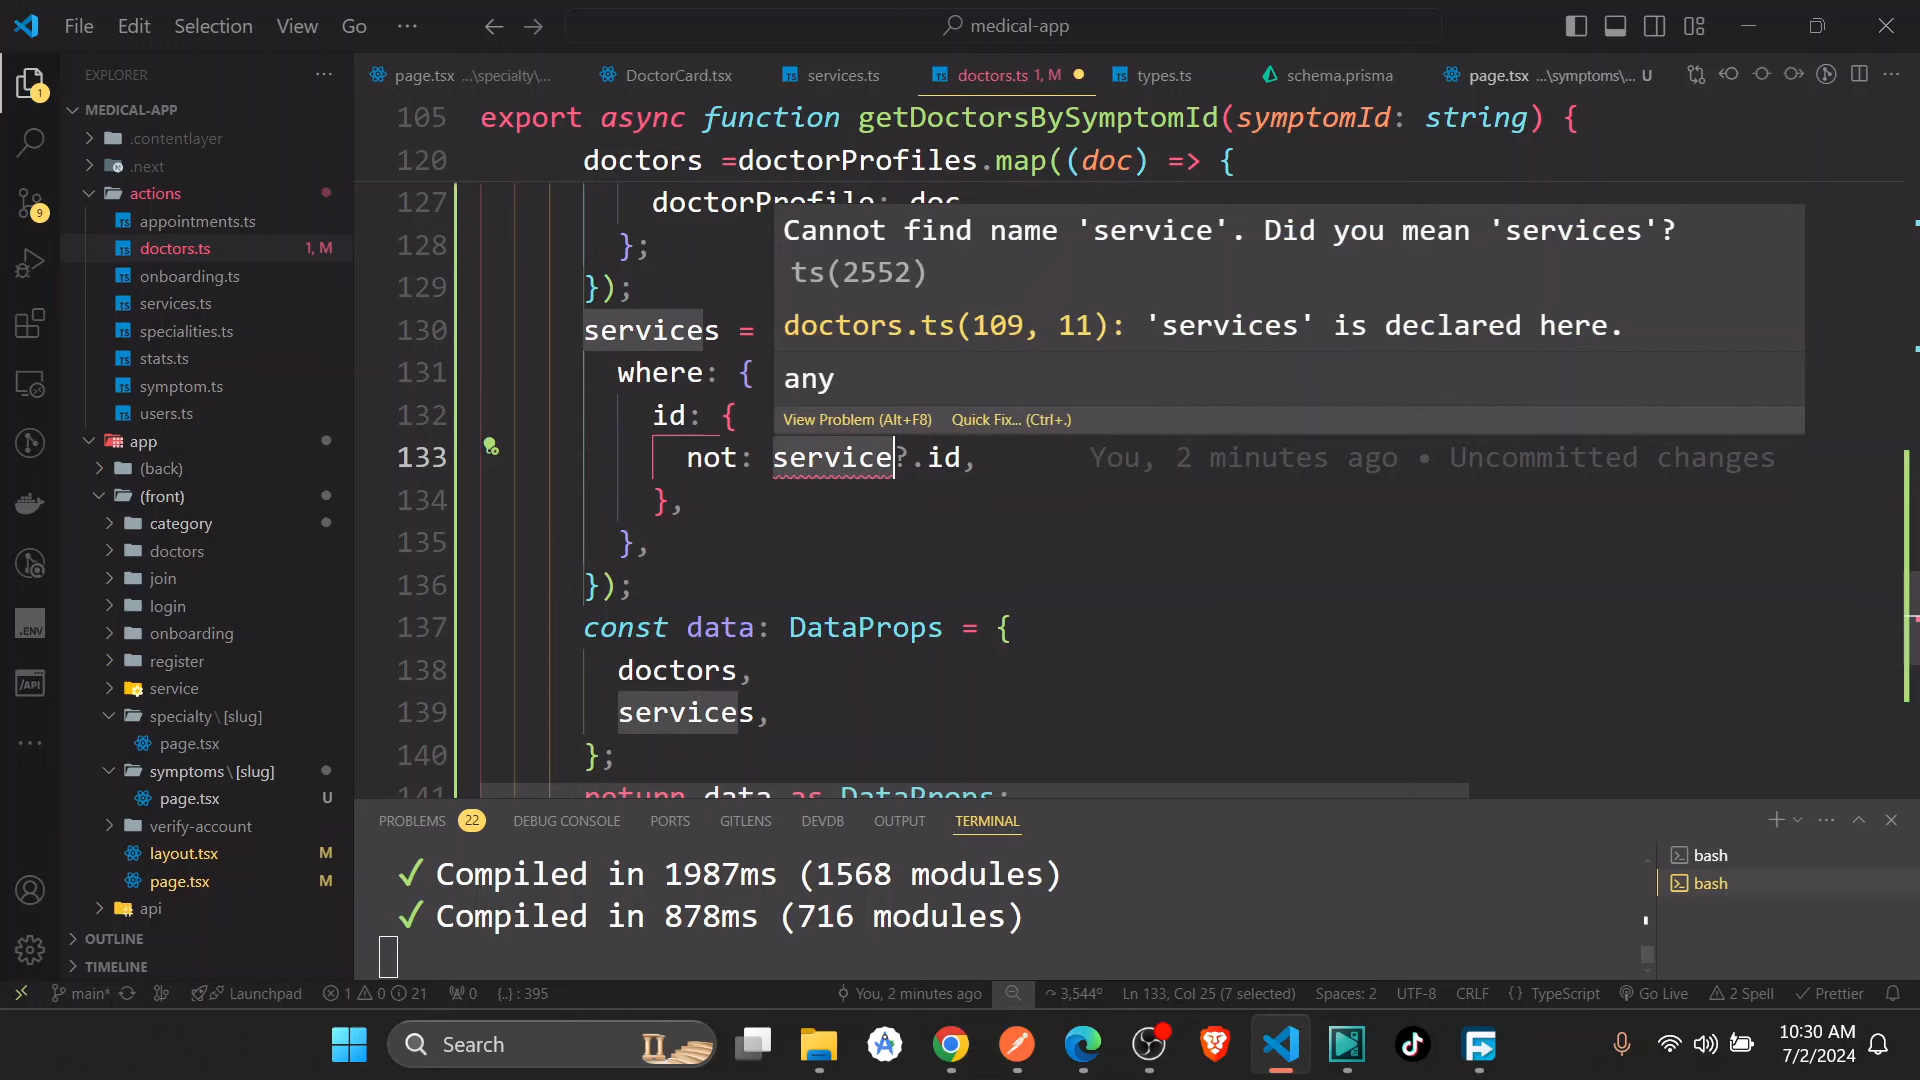 File Edit Selection View Go ··· medical-app
EXPLORER ···
MEDICAL-APP
.contentlayer
.next
actions
appointments.ts
doctors.ts 1, M
onboarding.ts
services.ts
specialities.ts
stats.ts
symptom.ts
users.ts
app
(back)
(front)
category
doctors
join
login
onboarding
register
service
specialty\[slug]
page.tsx
symptoms\[slug]
page.tsx U
verify-account
layout.tsx M
page.tsx M
api
OUTLINE
TIMELINE
1
9
.ENV
/API
page.tsx ...\specialty\... DoctorCard.tsx services.ts doctors.ts 1, M types.ts schema.prisma page.tsx ...\symptoms\... U
105 export async function getDoctorsBySymptomId(symptomId: string) {
120 doctors =doctorProfiles.map((doc) => {
127 doctorProfile: doc,
128 };
129 });
130 services =
131 where: {
132 id: {
133 not: service?.id, You, 2 minutes ago • Uncommitted changes
134 },
135 },
136 });
137 const data: DataProps = {
138 doctors,
139 services,
140 };
141 return data as DataProps;
Cannot find name 'service'. Did you mean 'services'?
ts(2552)
doctors.ts(109, 11): 'services' is declared here.
any
View Problem (Alt+F8) Quick Fix... (Ctrl+.)
PROBLEMS 22 DEBUG CONSOLE PORTS GITLENS DEVDB OUTPUT TERMINAL
✓ Compiled in 1987ms (1568 modules)
✓ Compiled in 878ms (716 modules)
bash
bash
main* Launchpad 1 0 21 0 {..} : 395 You, 2 minutes ago 3,544° Ln 133, Col 25 (7 selected) Spaces: 2 UTF-8 CRLF {} TypeScript Go Live 2 Spell Prettier
Search
10:30 AM
7/2/2024